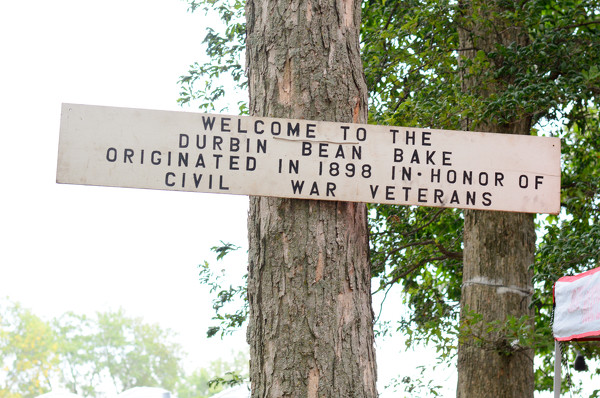 WELCOME TO THE
DURBIN BEAN BAKE
ORIGINATED IN 1898 IN·HONOR OF
CIVIL WAR VETERANS